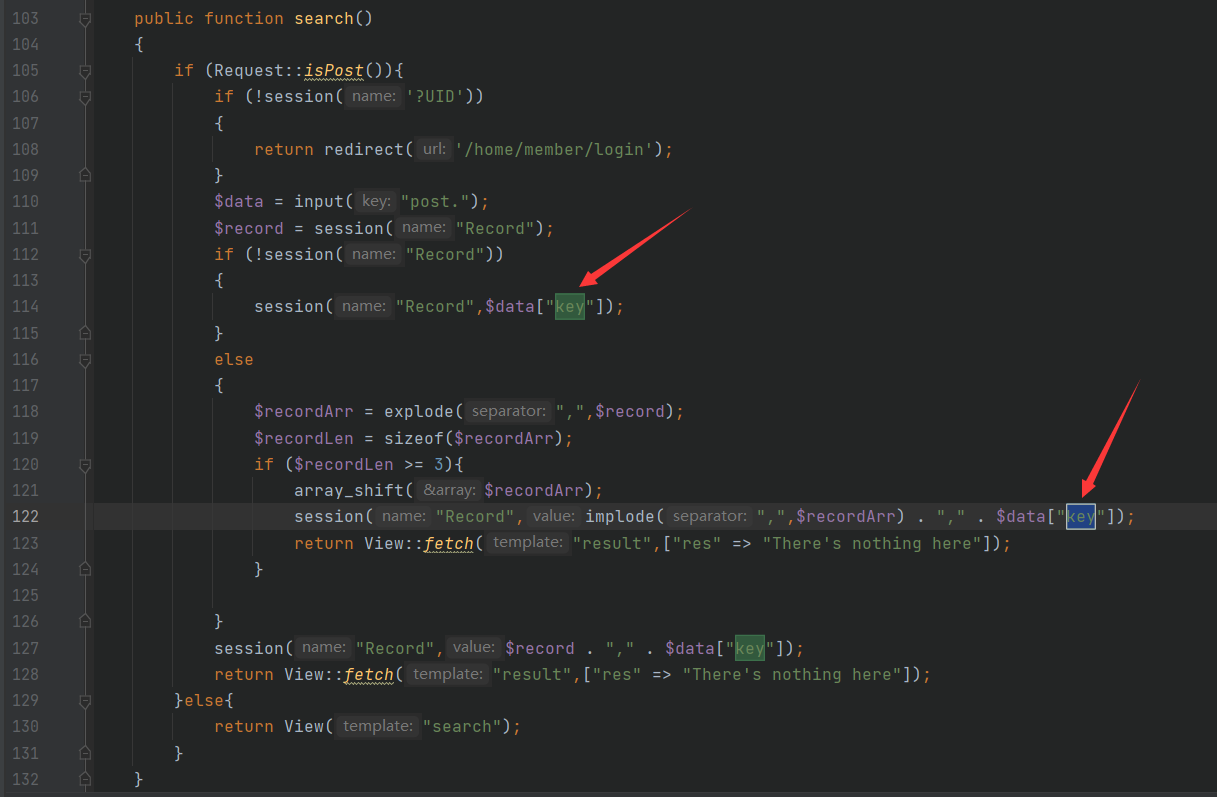 103 public function search()
104 {
105 if (Request::isPost()){
106 if (!session( name: '?UID'))
107 {
108 return redirect( url: '/home/member/login');
109 }
110 $data = input( key: "post.");
111 $record = session( name: "Record");
112 if (!session( name: "Record"))
113 {
114 session( name: "Record",$data["key"]);
115 }
116 else
117 {
118 $recordArr = explode( separator: ",",$record);
119 $recordLen = sizeof($recordArr);
120 if ($recordLen >= 3){
121 array_shift( &array: $recordArr);
122 session( name: "Record", value: implode( separator: ",",$recordArr) . "," . $data["key"]);
123 return View::fetch( template: "result",["res" => "There's nothing here"]);
124 }
125
126 }
127 session( name: "Record", value: $record . "," . $data["key"]);
128 return View::fetch( template: "result",["res" => "There's nothing here"]);
129 }else{
130 return View( template: "search");
131 }
132 }